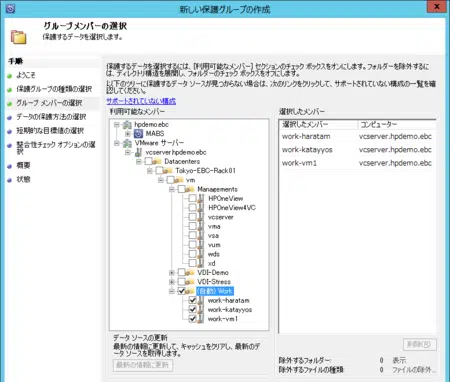 新しい保護グループの作成
グループ メンバーの選択
保護するデータを選択します。
手順
ようこそ
保護グループの種類の選択
グループ メンバーの選択
データの保護方法の選択
短期的な目標値の選択
整合性チェック オプションの選択
概要
状態
保護するデータを選択するには、[利用可能なメンバー] セクションのチェック ボックスをオンにします。フォルダーを除外するには、ディレクトリ構造を展開し、フォルダーのチェック ボックスをオフにします。
以下のツリーに保護するデータ ソースが見つからない場合は、次のリンクをクリックして、サポートされていない構成の一覧を確認してください。
サポートされていない構成
利用可能なメンバー
hpdemo.ebc
MABS
VMware サーバー
vcserver.hpdemo.ebc
Datacenters
Tokyo-EBC-Rack01
vm
Managements
HPOneView
HPOneView4VC
vcserver
vma
vsa
vum
wds
xd
VDI-Demo
VDI-Stress
(自動) Work
work-haratam
work-katayyos
work-vm1
選択したメンバー
選択したメンバー コンピューター
work-haratam vcserver.hpdemo.ebc
work-katayyos vcserver.hpdemo.ebc
work-vm1 vcserver.hpdemo.ebc
データ ソースの更新
最新の情報に更新して、キャッシュをクリアし、最新のデータ ソースを取得します。
最新の情報に更新
削除(R)
除外するフォルダー 0 表示
除外するファイルの種類 0 ファイルの除外...